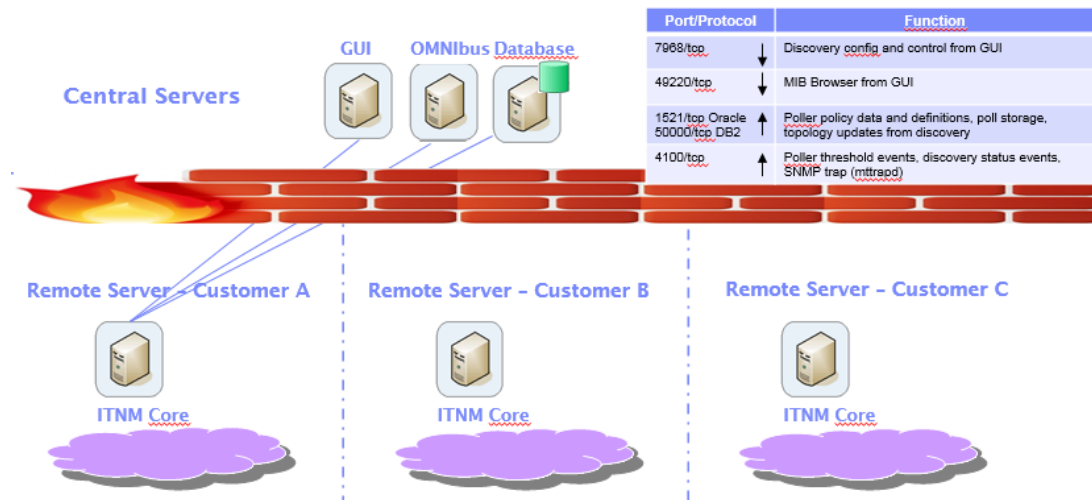 Port/Protocol Function
7968/tcp Discovery config and control from GUI
49220/tcp MIB Browser from GUI
1521/tcp Oracle
50000/tcp DB2
Poller policy data and definitions, poll storage,
topology updates from discovery
4100/tcp
Poller threshold events, discovery status events,
SNMP trap (mttrapd)
GUI OMNIbus Database
Central Servers
Remote Server – Customer A
Remote Server – Customer B
Remote Server – Customer C
ITNM Core
ITNM Core
ITNM Core